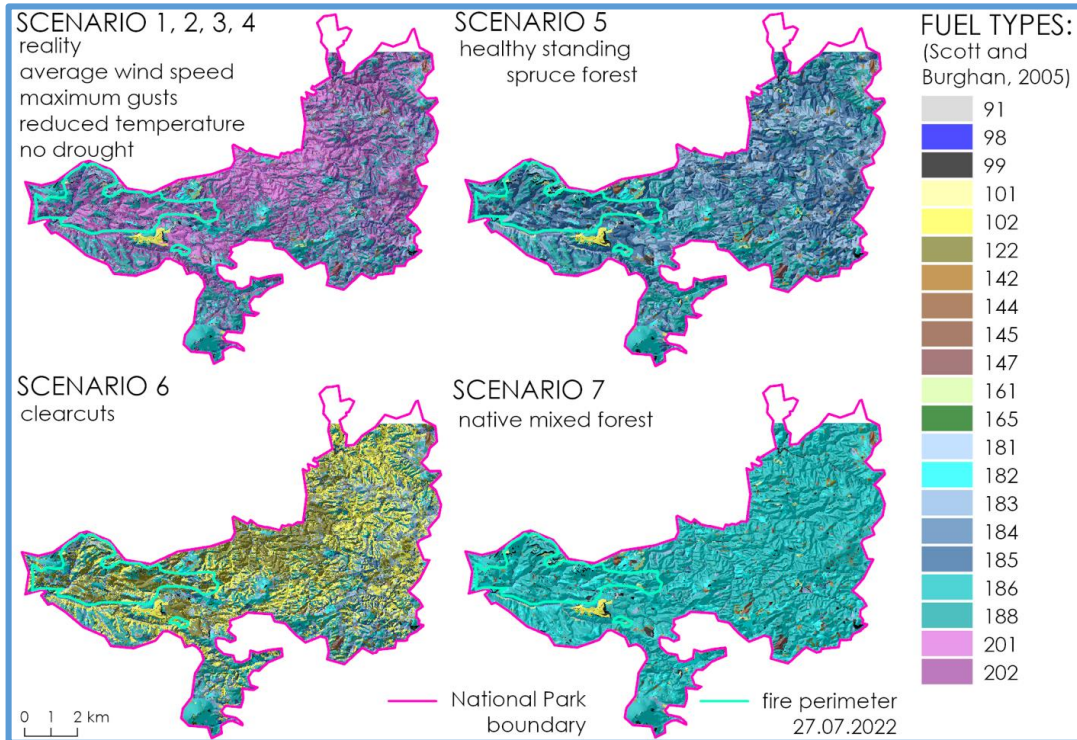 SCENARIO 1, 2, 3, 4
reality
average wind speed
maximum gusts
reduced temperature
no drought
SCENARIO 5
healthy standing
spruce forest
SCENARIO 6
clearcuts
SCENARIO 7
native mixed forest
0 1 2 km
National Park
boundary
fire perimeter
27.07.2022
FUEL TYPES:
(Scott and
Burghan, 2005)
91
98
99
101
102
122
142
144
145
147
161
165
181
182
183
184
185
186
188
201
202